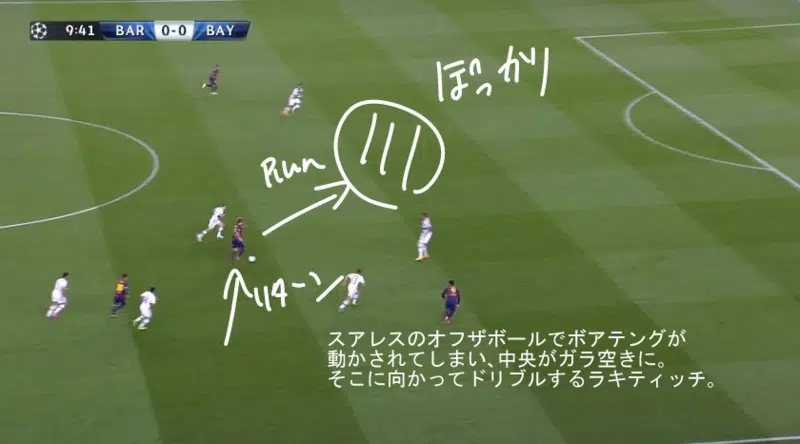 9:41 BAR 0-0 BAY
ぽっかり
Run
リターン
スアレスのオフザボールでボアテングが
動かされてしまい、中央がガラ空きに。
そこに向かってドリブルするラキティッチ。